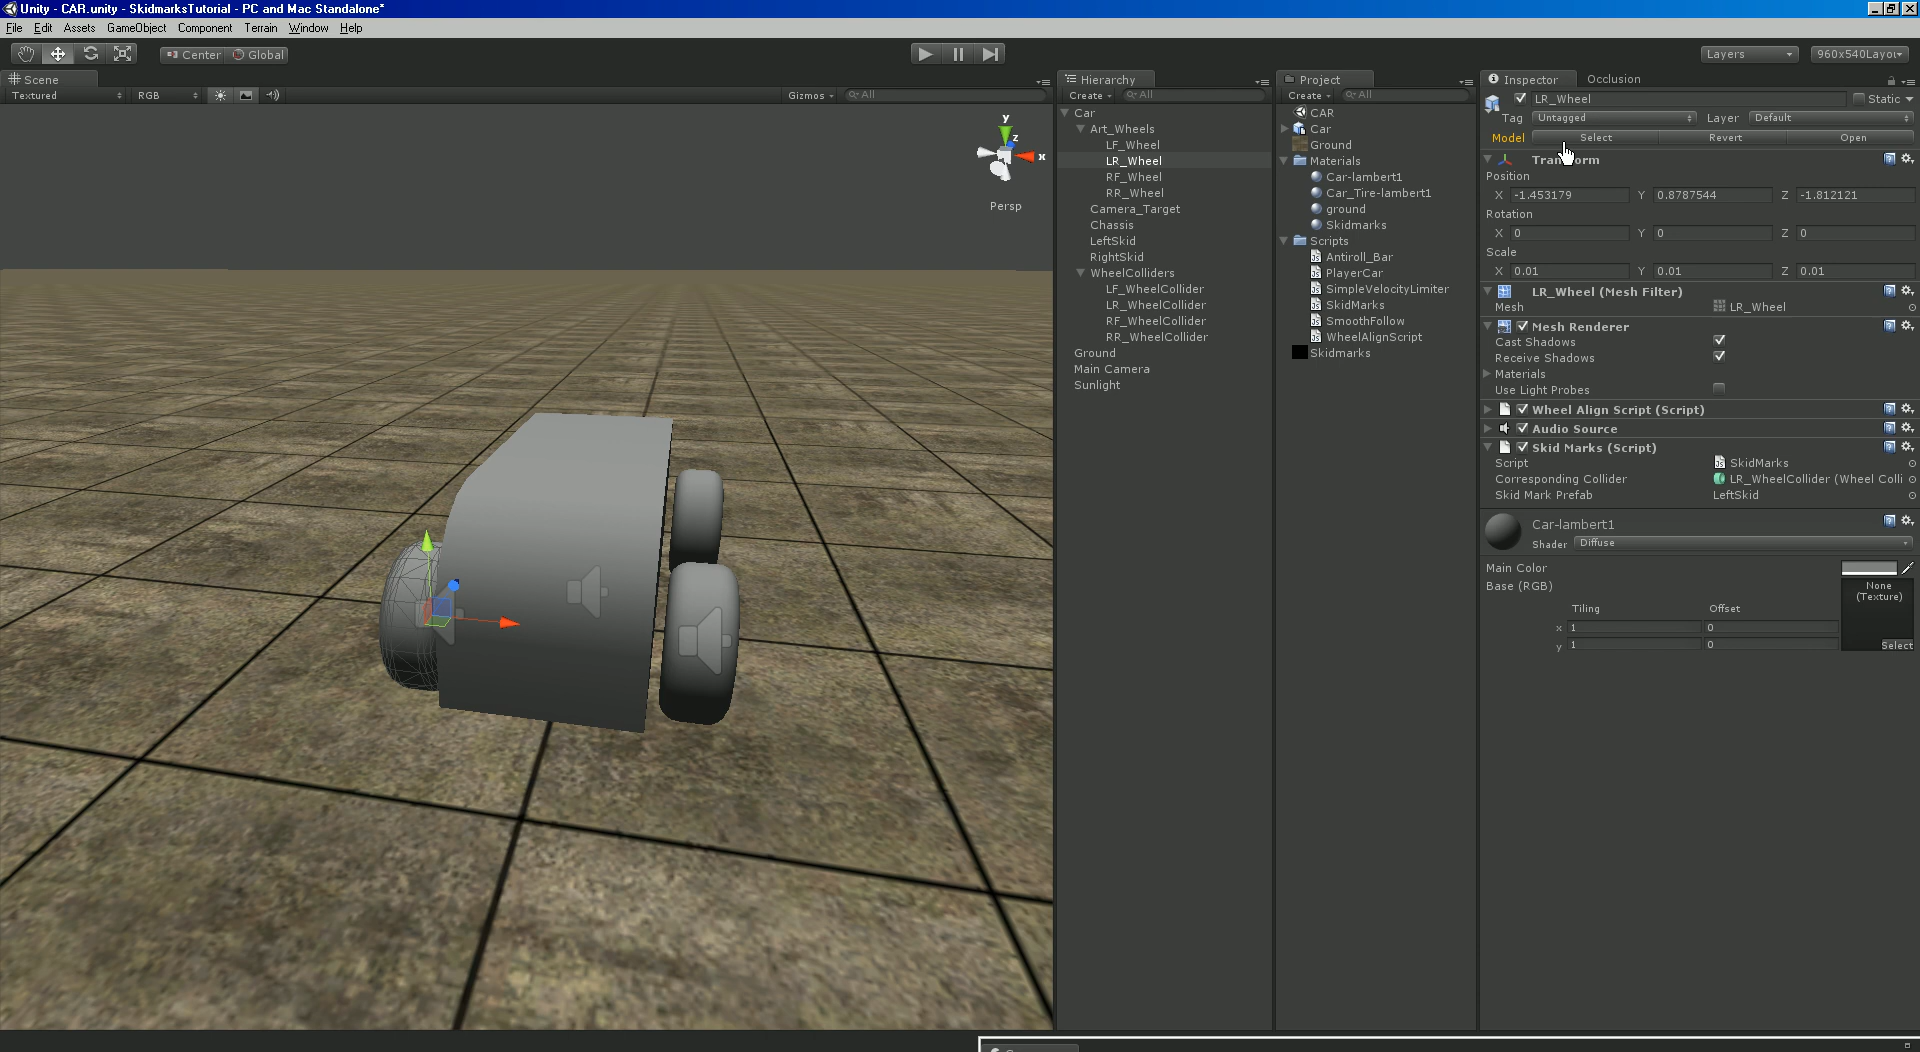 Unity - CAR.unity - SkidmarksTutorial - PC and Mac Standalone*
File Edit Assets GameObject Component Terrain Window Help
Center Global
Layers
960x540Layou
Scene
Textured RGB Gizmos All
y
z
x
Persp
Hierarchy
Create All
Car
Art_Wheels
LF_Wheel
LR_Wheel
RF_Wheel
RR_Wheel
Camera_Target
Chassis
LeftSkid
RightSkid
WheelColliders
LF_WheelCollider
LR_WheelCollider
RF_WheelCollider
RR_WheelCollider
Ground
Main Camera
Sunlight
Project
Create All
CAR
Car
Ground
Materials
Car-lambert1
Car_Tire-lambert1
ground
Skidmarks
Scripts
Antiroll_Bar
PlayerCar
SimpleVelocityLimiter
SkidMarks
SmoothFollow
WheelAlignScript
Skidmarks
Inspector Occlusion
LR_Wheel Static
Tag Untagged Layer Default
Model Select Revert Open
Transform
Position
X -1.453179 Y 0.8787544 Z -1.812121
Rotation
X 0 Y 0 Z 0
Scale
X 0.01 Y 0.01 Z 0.01
LR_Wheel (Mesh Filter)
Mesh LR_Wheel
Mesh Renderer
Cast Shadows
Receive Shadows
Materials
Use Light Probes
Wheel Align Script (Script)
Audio Source
Skid Marks (Script)
Script SkidMarks
Corresponding Collider LR_WheelCollider (Wheel Colli
Skid Mark Prefab LeftSkid
Car-lambert1
Shader Diffuse
Main Color
Base (RGB)
None
(Texture)
Tiling Offset
x 1 0
y 1 0
Select